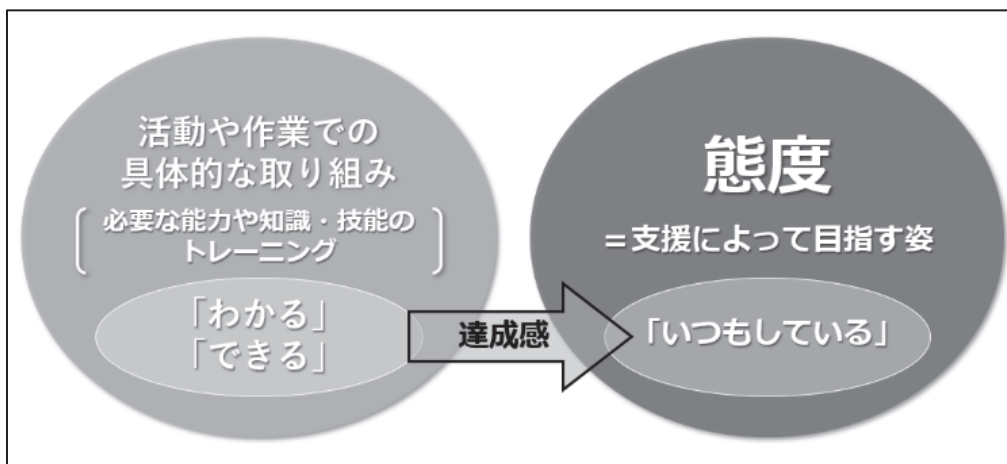 活動や作業での
具体的な取り組み
必要な能力や知識・技能の
トレーニング
「わかる」
「できる」
達成感
態度
＝支援によって目指す姿
「いつもしている」